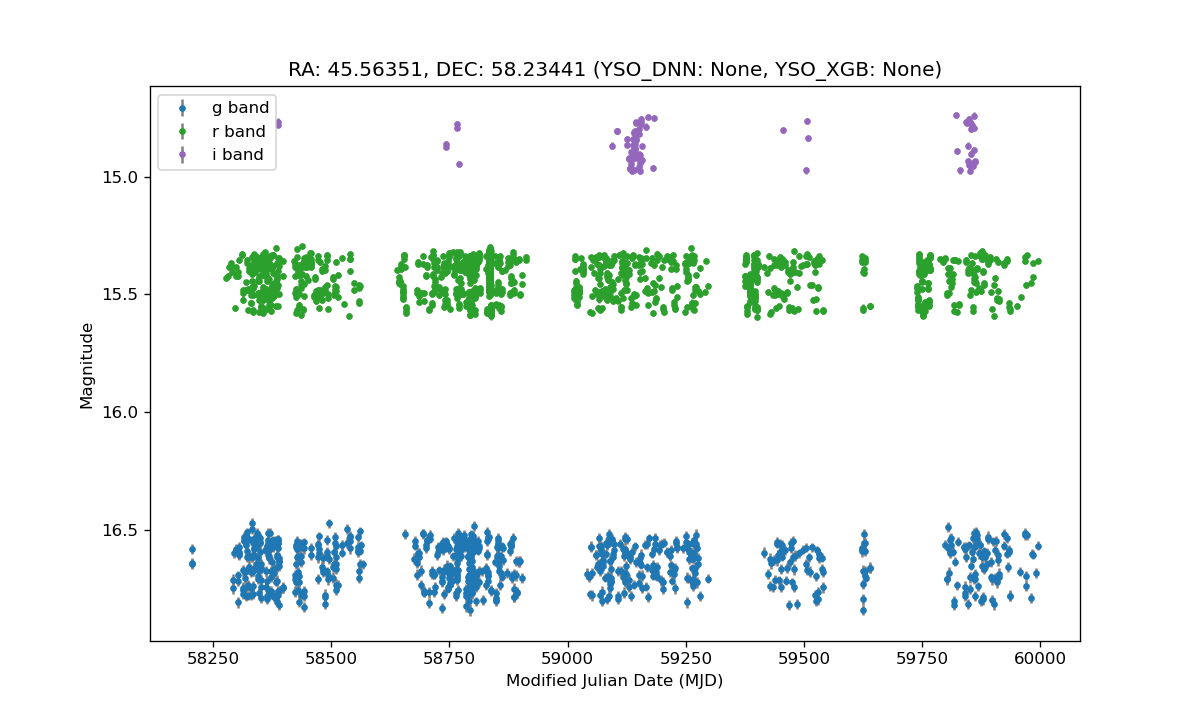 RA: 45.56351, DEC: 58.23441 (YSO_DNN: None, YSO_XGB: None)
g band
r band
i band
15.0
15.5
16.0
16.5
Magnitude
58250 58500 58750 59000 59250 59500 59750 60000
Modified Julian Date (MJD)